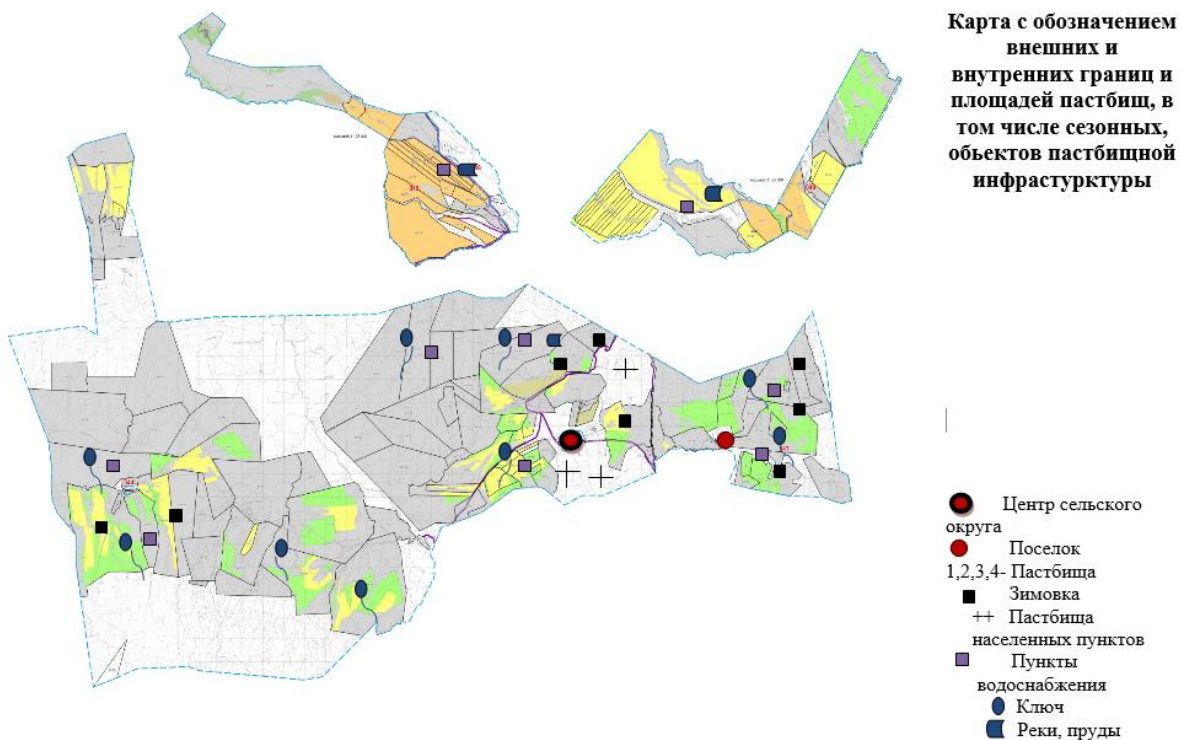 Карта с обозначением
внешних и
внутренних границ и
площадей пастбищ, в
том числе сезонных,
обьектов пастбищной
инфрастурктуры
Центр сельского
округа
Поселок
1,2,3,4- Пастбища
Зимовка
++ Пастбища
населенных пунктов
Пункты
водоснабжения
Ключ
Реки, пруды